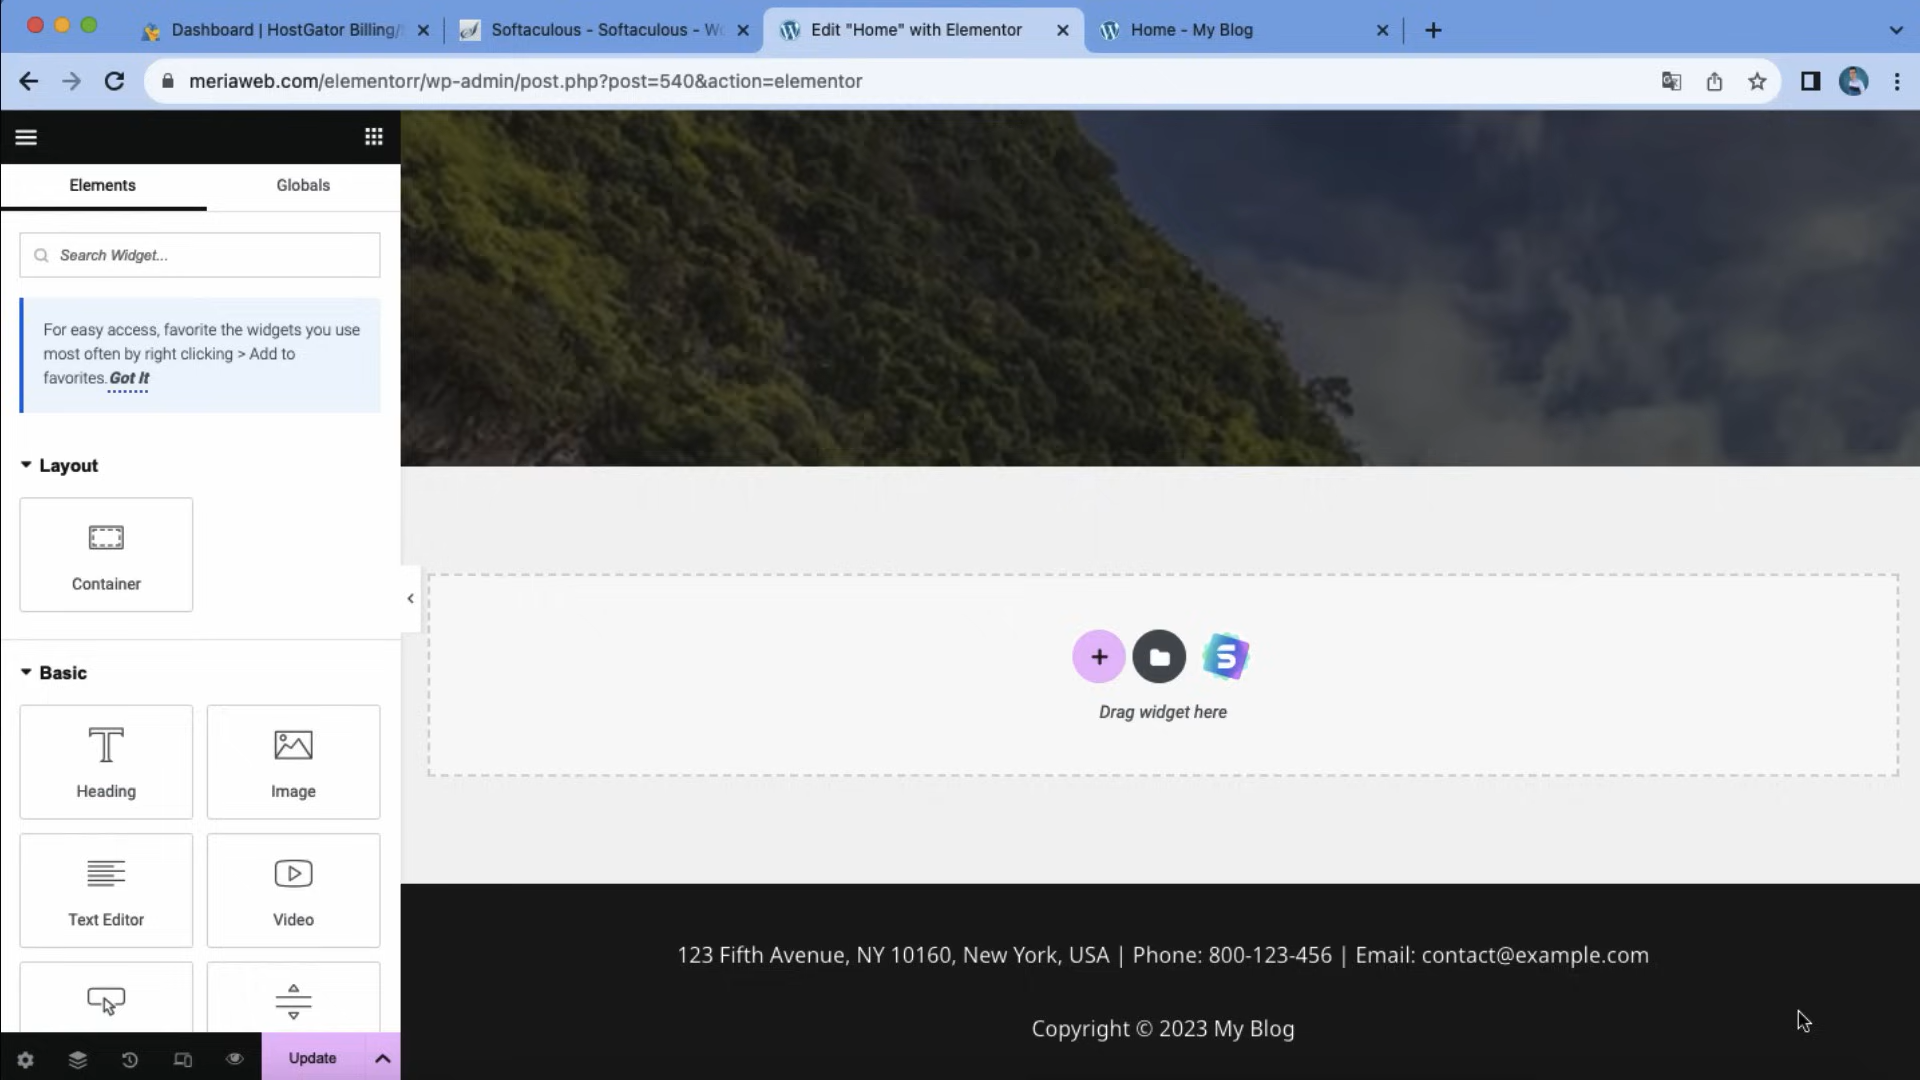 Dashboard | HostGator Billing/
Softaculous - Softaculous - Wo
Edit "Home" with Elementor
Home - My Blog
meriaweb.com/elementorr/wp-admin/post.php?post=540&action=elementor
Elements
Globals
Search Widget...
For easy access, favorite the widgets you use
most often by right clicking > Add to
favorites. Got It
Layout
Container
Basic
Heading
Image
Text Editor
Video
Update
Drag widget here
123 Fifth Avenue, NY 10160, New York, USA | Phone: 800-123-456 | Email: contact@example.com
Copyright © 2023 My Blog